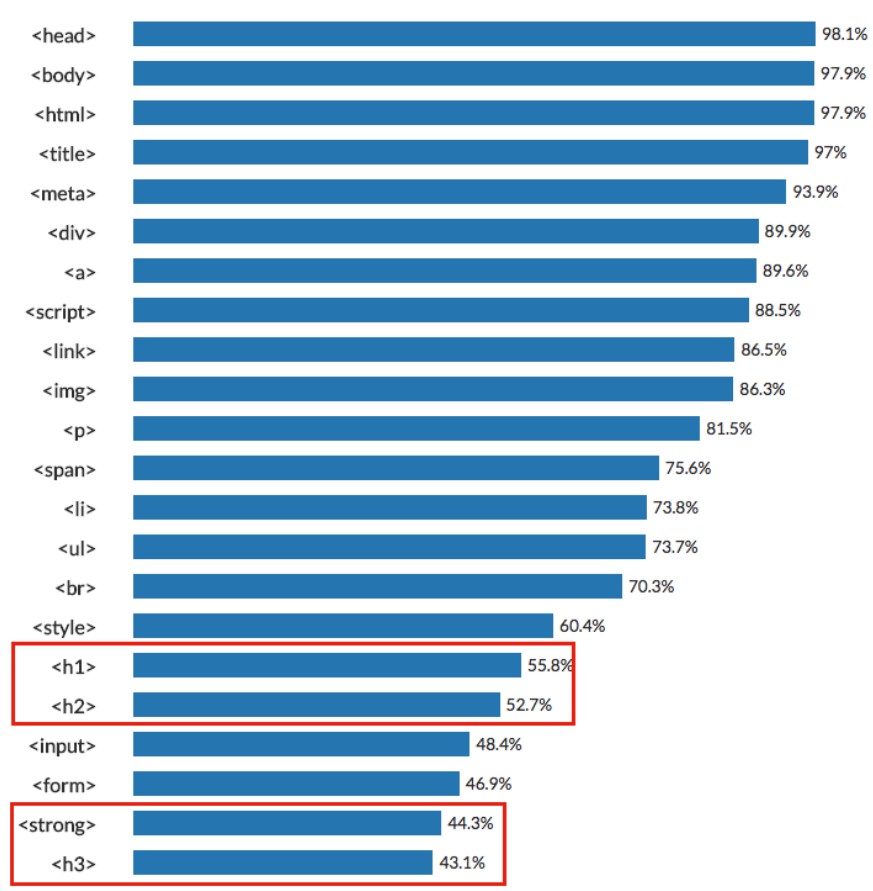 <head> 98.1%
<body> 97.9%
<html> 97.9%
<title> 97%
<meta> 93.9%
<div> 89.9%
<a> 89.6%
<script> 88.5%
<link> 86.5%
<img> 86.3%
<p> 81.5%
<span> 75.6%
<li> 73.8%
<ul> 73.7%
<br> 70.3%
<style> 60.4%
<h1> 55.8%
<h2> 52.7%
<input> 48.4%
<form> 46.9%
<strong> 44.3%
<h3> 43.1%